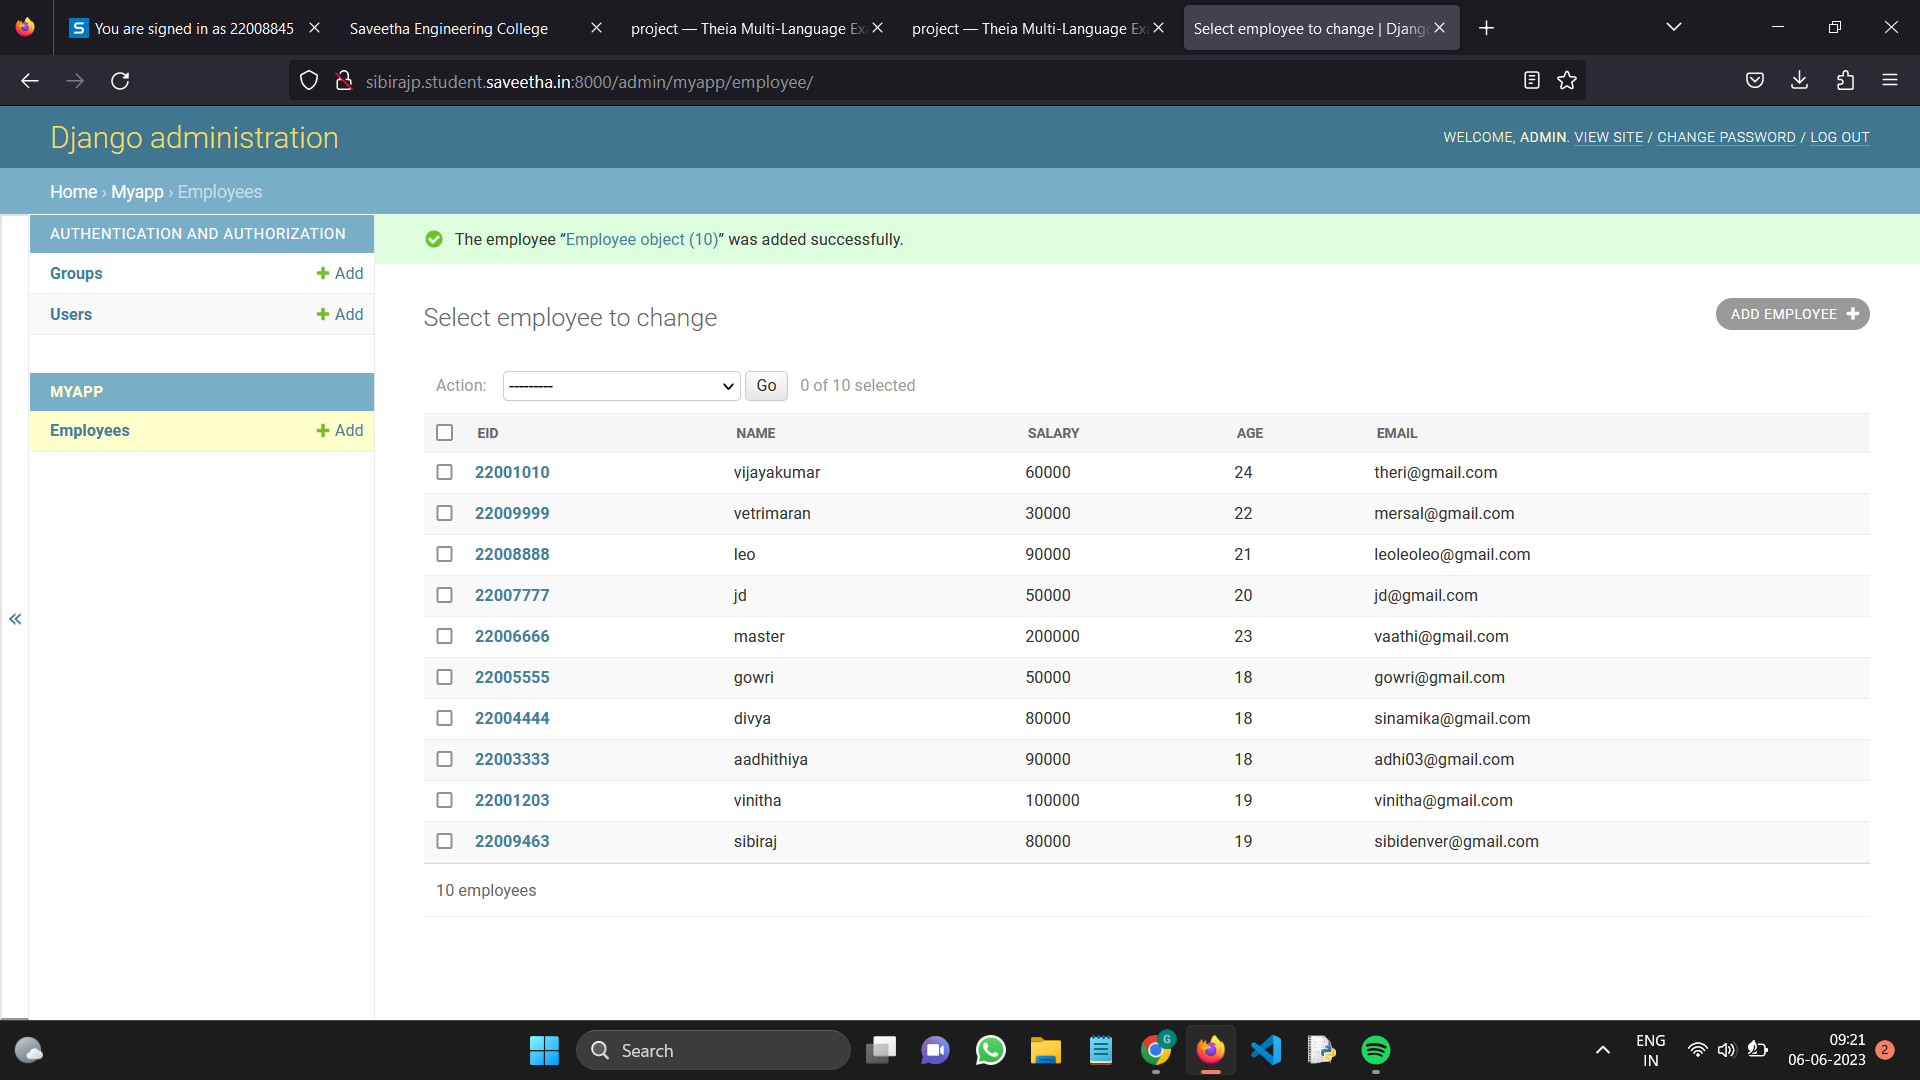 You are signed in as 22008845
Saveetha Engineering College
project — Theia Multi-Language Ex
project — Theia Multi-Language Ex
Select employee to change | Djang
sibirajp.student.saveetha.in:8000/admin/myapp/employee/
Django administration
WELCOME, ADMIN. VIEW SITE / CHANGE PASSWORD / LOG OUT
Home › Myapp › Employees
AUTHENTICATION AND AUTHORIZATION
Groups + Add
Users + Add
MYAPP
Employees + Add
«
The employee “Employee object (10)” was added successfully.
Select employee to change
ADD EMPLOYEE +
Action: --------- Go 0 of 10 selected
EID NAME SALARY AGE EMAIL
22001010 vijayakumar 60000 24 theri@gmail.com
22009999 vetrimaran 30000 22 mersal@gmail.com
22008888 leo 90000 21 leoleoleo@gmail.com
22007777 jd 50000 20 jd@gmail.com
22006666 master 200000 23 vaathi@gmail.com
22005555 gowri 50000 18 gowri@gmail.com
22004444 divya 80000 18 sinamika@gmail.com
22003333 aadhithiya 90000 18 adhi03@gmail.com
22001203 vinitha 100000 19 vinitha@gmail.com
22009463 sibiraj 80000 19 sibidenver@gmail.com
10 employees
Search
G
ENG
IN
09:21
06-06-2023
2